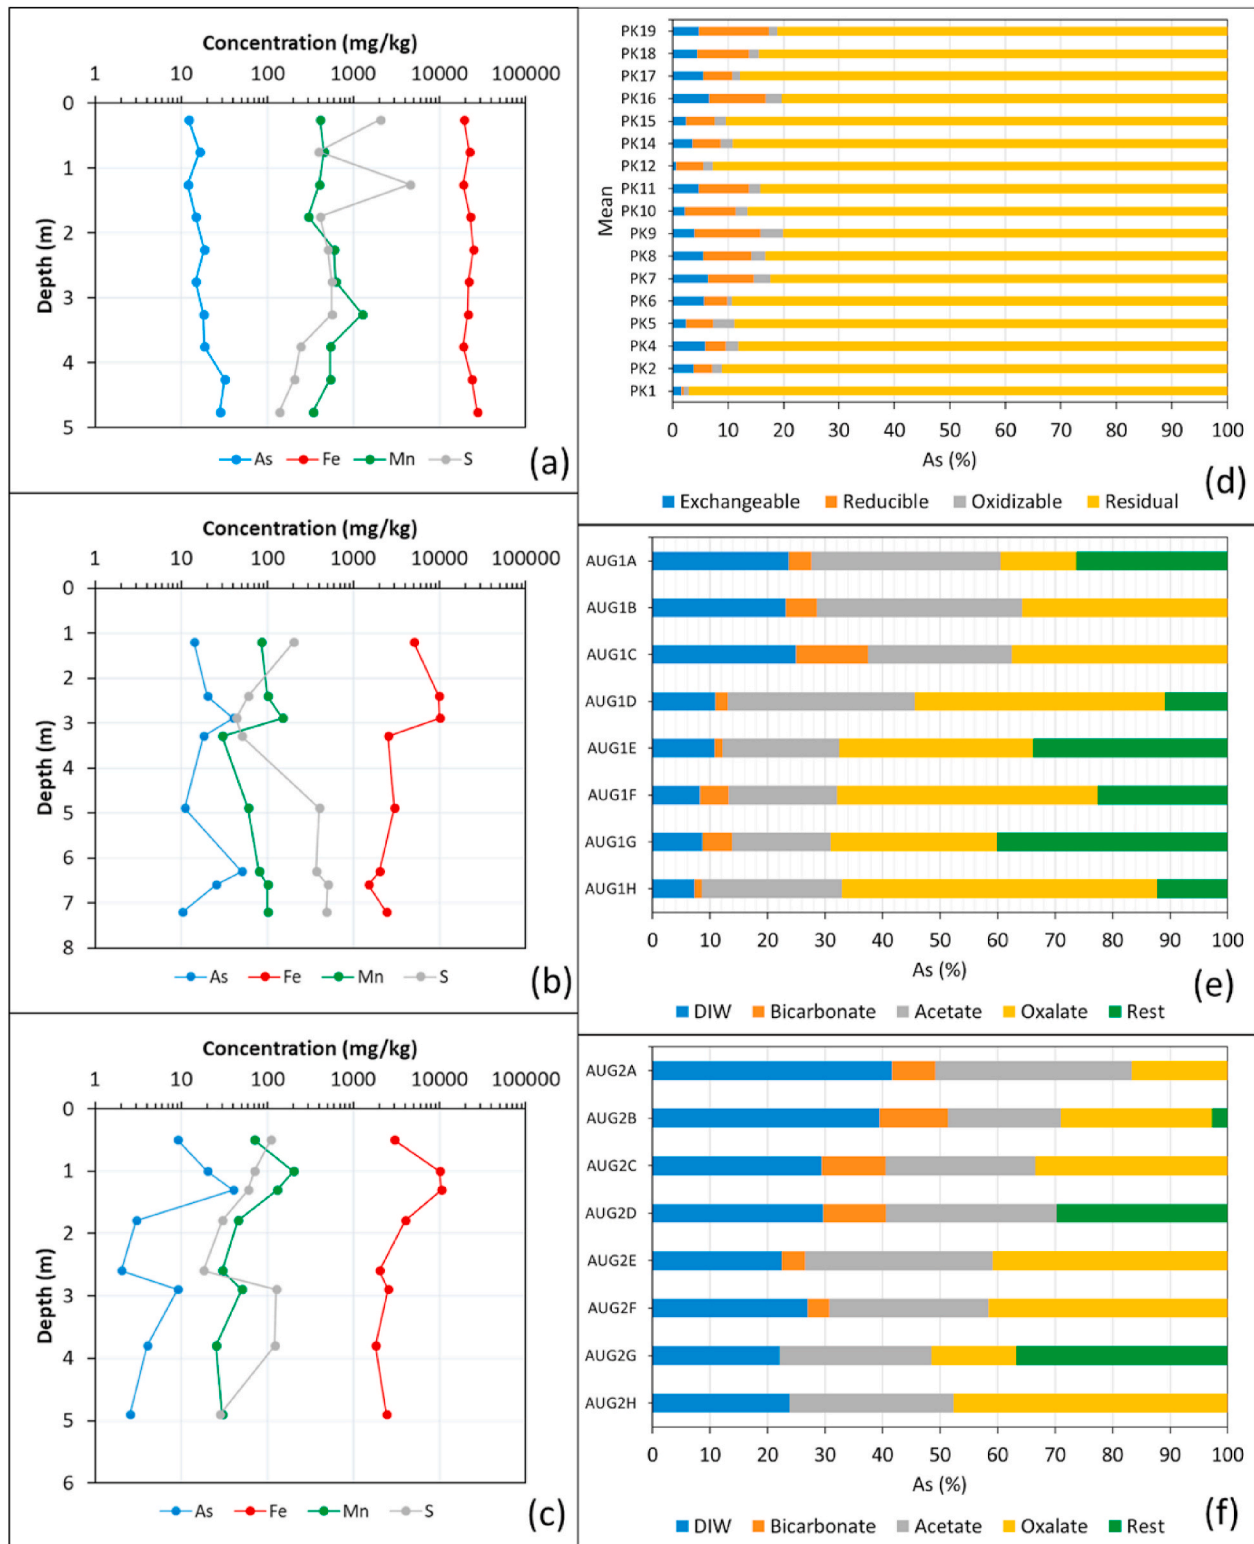 Concentration (mg/kg)
1 10 100 1000 10000 100000
0
1
2
3
4
5
Depth (m)
As Fe Mn S
(a)
Concentration (mg/kg)
1 10 100 1000 10000 100000
0
1
2
3
4
5
6
7
8
Depth (m)
As Fe Mn S
(b)
Concentration (mg/kg)
1 10 100 1000 10000 100000
0
1
2
3
4
5
6
Depth (m)
As Fe Mn S
(c)
PK19
PK18
PK17
PK16
PK15
PK14
PK12
PK11
PK10
PK9
PK8
PK7
PK6
PK5
PK4
PK2
PK1
Mean
0 10 20 30 40 50 60 70 80 90 100
As (%)
(d)
Exchangeable Reducible Oxidizable Residual
AUG1A
AUG1B
AUG1C
AUG1D
AUG1E
AUG1F
AUG1G
AUG1H
0 10 20 30 40 50 60 70 80 90 100
As (%)
(e)
DIW Bicarbonate Acetate Oxalate Rest
AUG2A
AUG2B
AUG2C
AUG2D
AUG2E
AUG2F
AUG2G
AUG2H
0 10 20 30 40 50 60 70 80 90 100
As (%)
(f)
DIW Bicarbonate Acetate Oxalate Rest